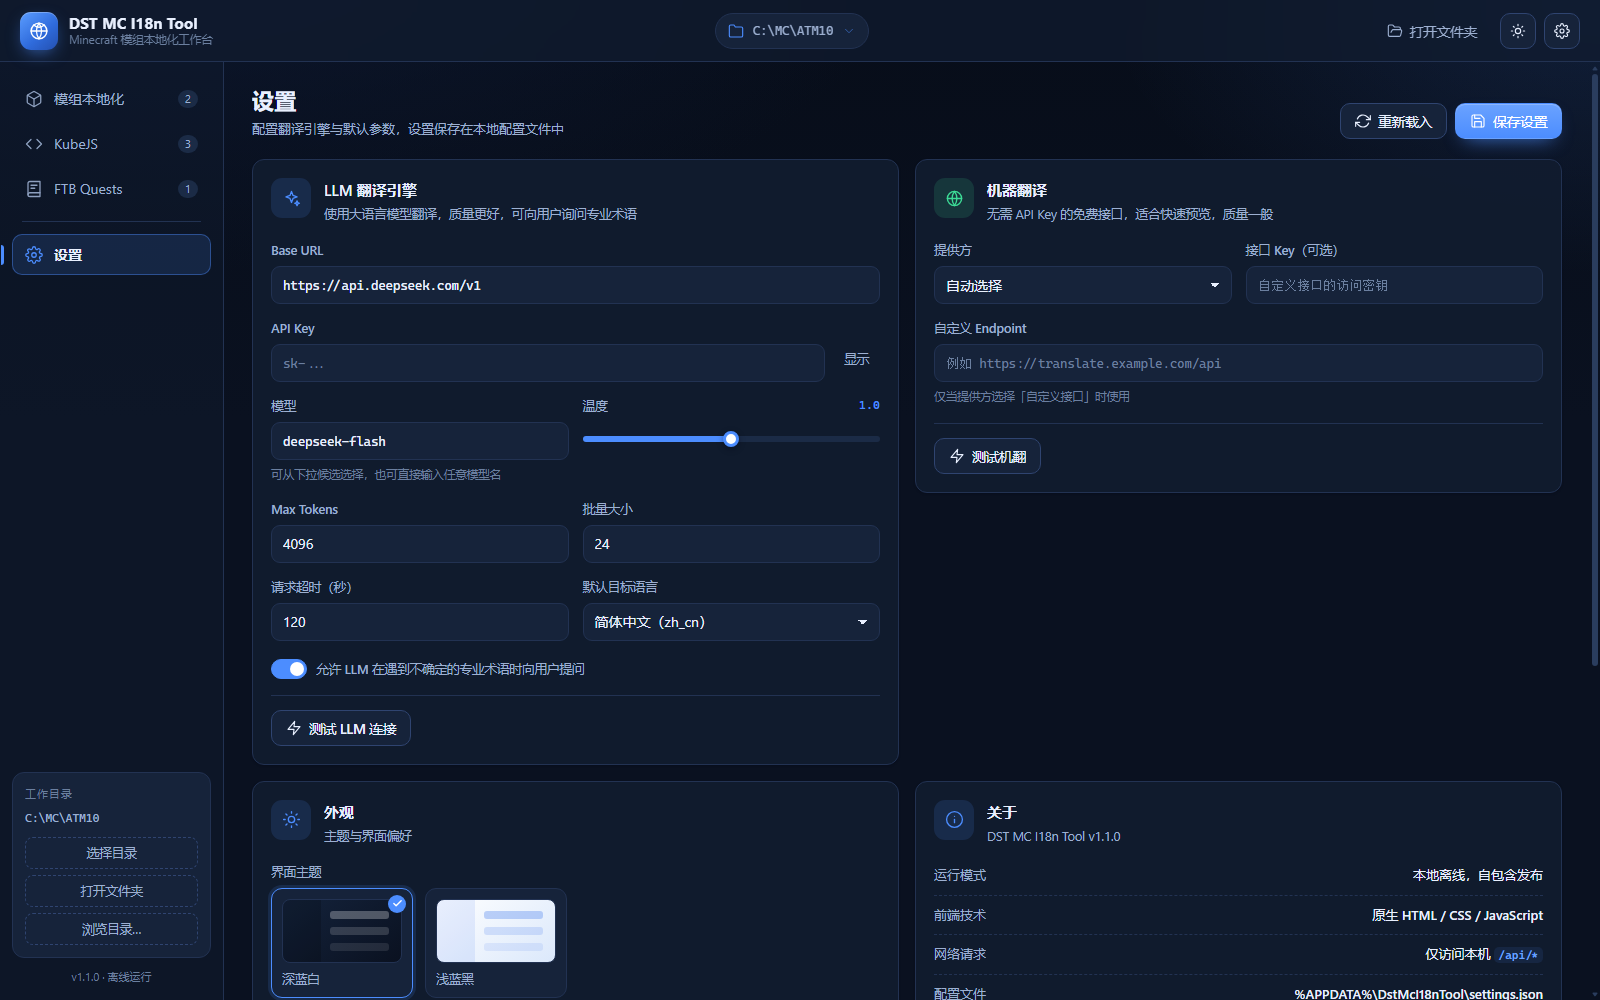 DST MC I18n Tool
Minecraft 模组本地化工作台
C:\MC\ATM10
打开文件夹
模组本地化 2
KubeJS 3
FTB Quests 1
设置
工作目录
C:\MC\ATM10
选择目录
打开文件夹
浏览目录...
v1.1.0 · 离线运行
设置
配置翻译引擎与默认参数，设置保存在本地配置文件中
重新载入
保存设置
LLM 翻译引擎
使用大语言模型翻译，质量更好，可向用户询问专业术语
Base URL
https://api.deepseek.com/v1
API Key
sk-...
显示
模型
deepseek-flash
可从下拉候选选择，也可直接输入任意模型名
温度 1.0
Max Tokens
4096
批量大小
24
请求超时（秒）
120
默认目标语言
简体中文（zh_cn）
允许 LLM 在遇到不确定的专业术语时向用户提问
测试 LLM 连接
机器翻译
无需 API Key 的免费接口，适合快速预览，质量一般
提供方
自动选择
接口 Key（可选）
自定义接口的访问密钥
自定义 Endpoint
例如 https://translate.example.com/api
仅当提供方选择「自定义接口」时使用
测试机翻
外观
主题与界面偏好
界面主题
深蓝白
浅蓝黑
关于
DST MC I18n Tool v1.1.0
运行模式 本地离线，自包含发布
前端技术 原生 HTML / CSS / JavaScript
网络请求 仅访问本机 /api/*
配置文件 %APPDATA%\DstMcI18nTool\settings.json